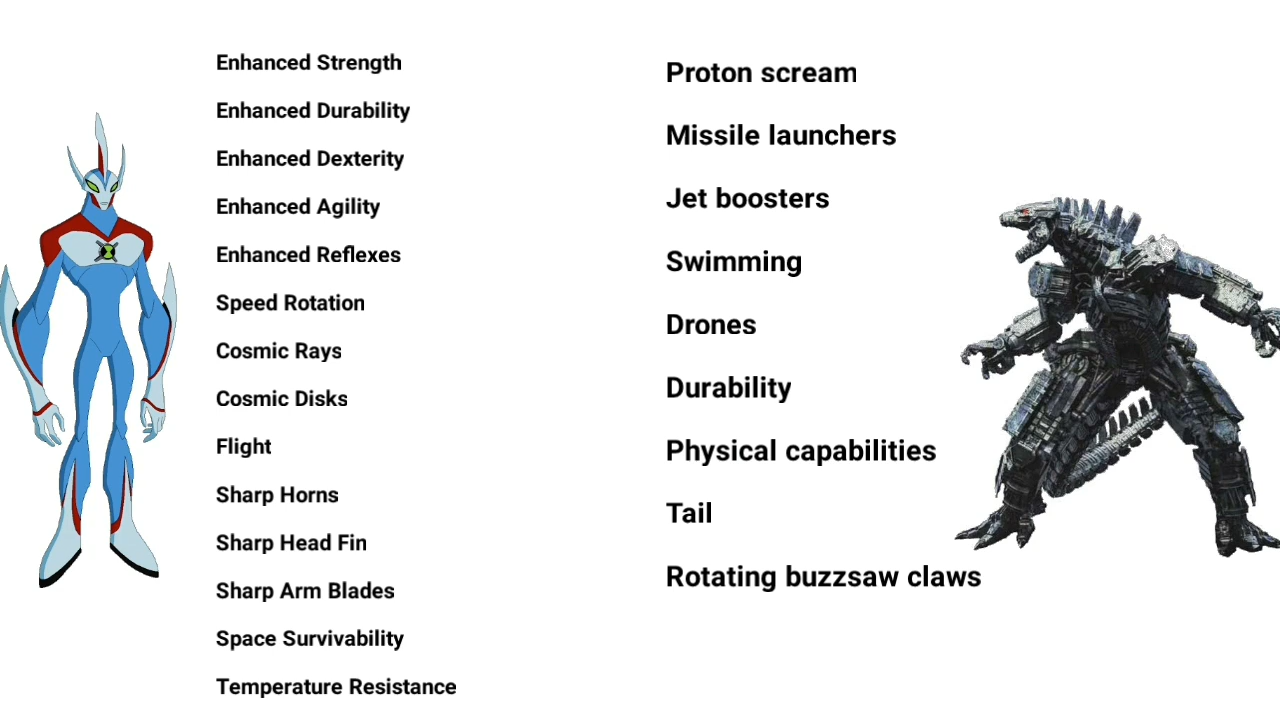 Enhanced Strength
Enhanced Durability
Enhanced Dexterity
Enhanced Agility
Enhanced Reflexes
Speed Rotation
Cosmic Rays
Cosmic Disks
Flight
Sharp Horns
Sharp Head Fin
Sharp Arm Blades
Space Survivability
Temperature Resistance
Proton scream
Missile launchers
Jet boosters
Swimming
Drones
Durability
Physical capabilities
Tail
Rotating buzzsaw claws